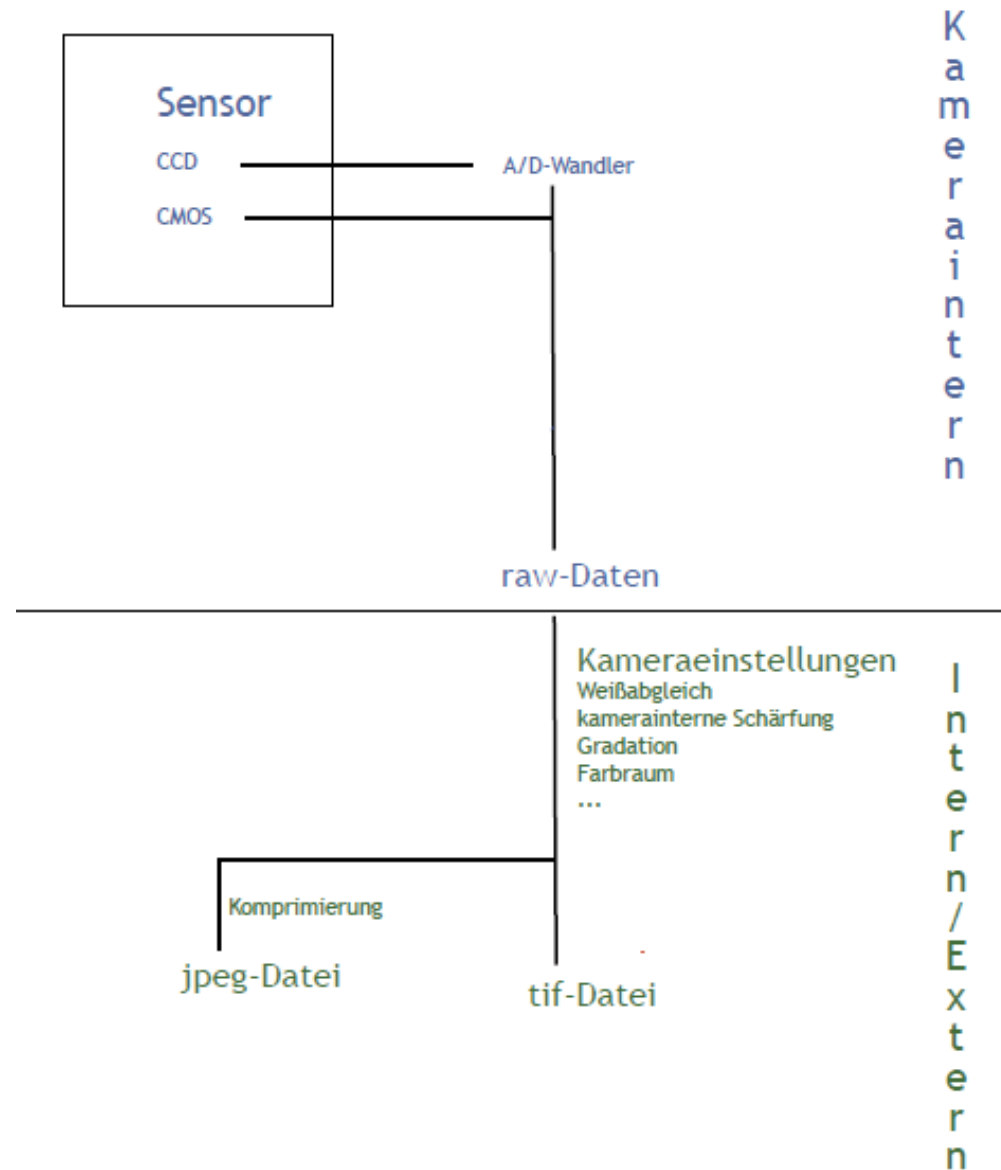 Sensor
CCD
A/D-Wandler
CMOS
Kameraintern
raw-Daten
Kameraeinstellungen
Weißabgleich
kamerainterne Schärfung
Gradation
Farbraum
...
Komprimierung
jpeg-Datei
tif-Datei
Intern/Extern